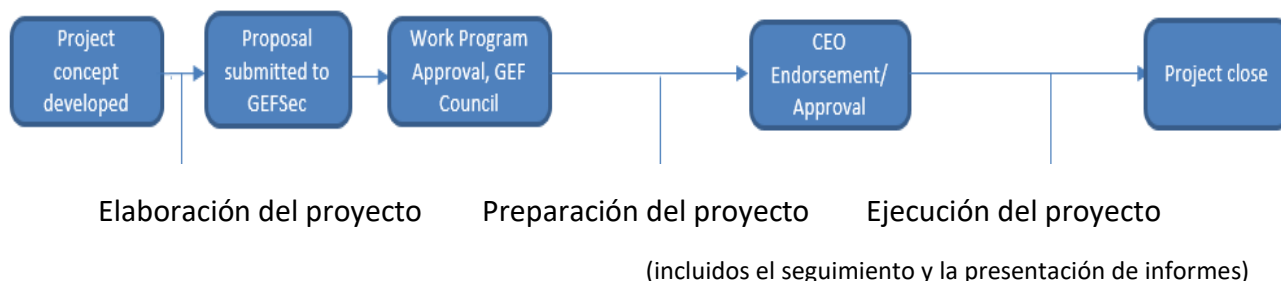 Project
concept
developed
Proposal
submitted to
GEFSec
Work Program
Approval, GEF
Council
CEO
Endorsement/
Approval
Project close
Elaboración del proyecto
Preparación del proyecto
Ejecución del proyecto
(incluidos el seguimiento y la presentación de informes)